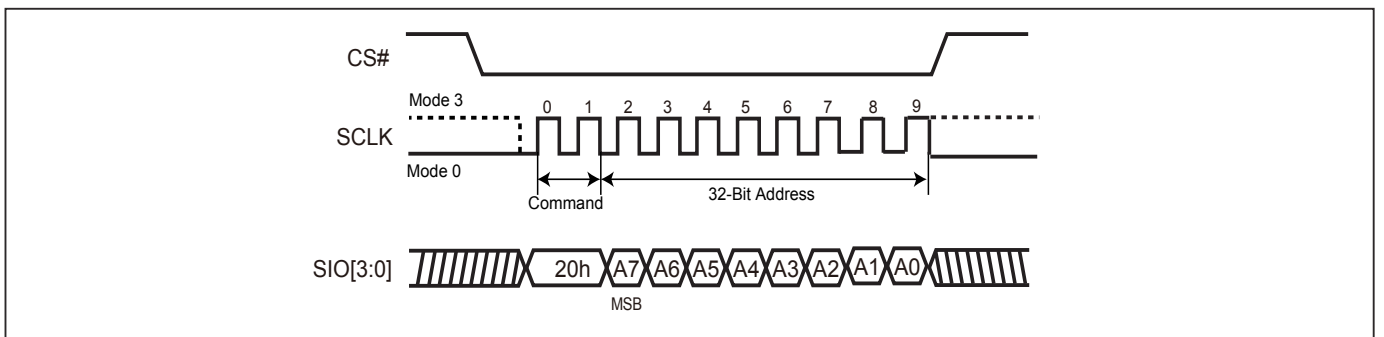 CS#
Mode 3
0 1 2 3 4 5 6 7 8 9
SCLK
Mode 0
Command
32-Bit Address
SIO[3:0]
20h A7 A6 A5 A4 A3 A2 A1 A0
MSB